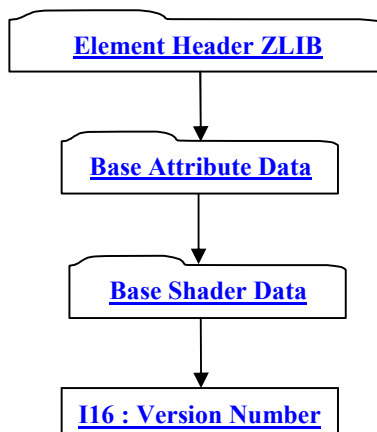 Element Header ZLIB
Base Attribute Data
Base Shader Data
I16 : Version Number